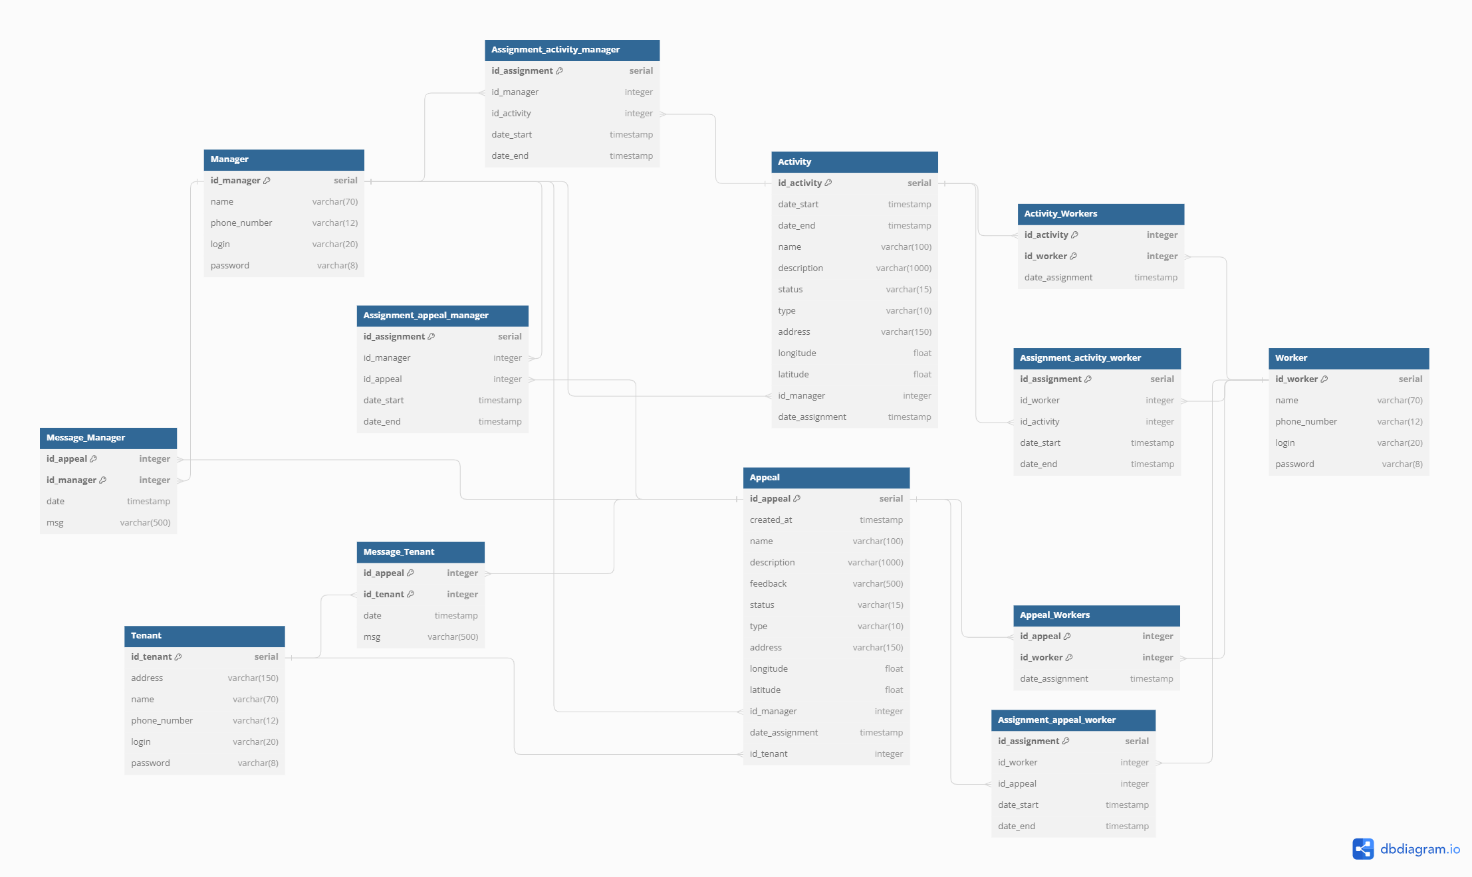 Assignment_activity_manager
id_assignment serial
id_manager integer
id_activity integer
date_start timestamp
date_end timestamp
Manager
id_manager serial
name varchar(70)
phone_number varchar(12)
login varchar(20)
password varchar(8)
Activity
id_activity serial
date_start timestamp
date_end timestamp
name varchar(100)
description varchar(1000)
status varchar(15)
type varchar(10)
address varchar(150)
longitude float
latitude float
id_manager integer
date_assignment timestamp
Activity_Workers
id_activity integer
id_worker integer
date_assignment timestamp
Assignment_appeal_manager
id_assignment serial
id_manager integer
id_appeal integer
date_start timestamp
date_end timestamp
Assignment_activity_worker
id_assignment serial
id_worker integer
id_activity integer
date_start timestamp
date_end timestamp
Worker
id_worker serial
name varchar(70)
phone_number varchar(12)
login varchar(20)
password varchar(8)
Message_Manager
id_appeal integer
id_manager integer
date timestamp
msg varchar(500)
Appeal
id_appeal serial
created_at timestamp
name varchar(100)
description varchar(1000)
feedback varchar(500)
status varchar(15)
type varchar(10)
address varchar(150)
longitude float
latitude float
id_manager integer
date_assignment timestamp
id_tenant integer
Message_Tenant
id_appeal integer
id_tenant integer
date timestamp
msg varchar(500)
Tenant
id_tenant serial
address varchar(150)
name varchar(70)
phone_number varchar(12)
login varchar(20)
password varchar(8)
Appeal_Workers
id_appeal integer
id_worker integer
date_assignment timestamp
Assignment_appeal_worker
id_assignment serial
id_worker integer
id_appeal integer
date_start timestamp
date_end timestamp
dbdiagram.io